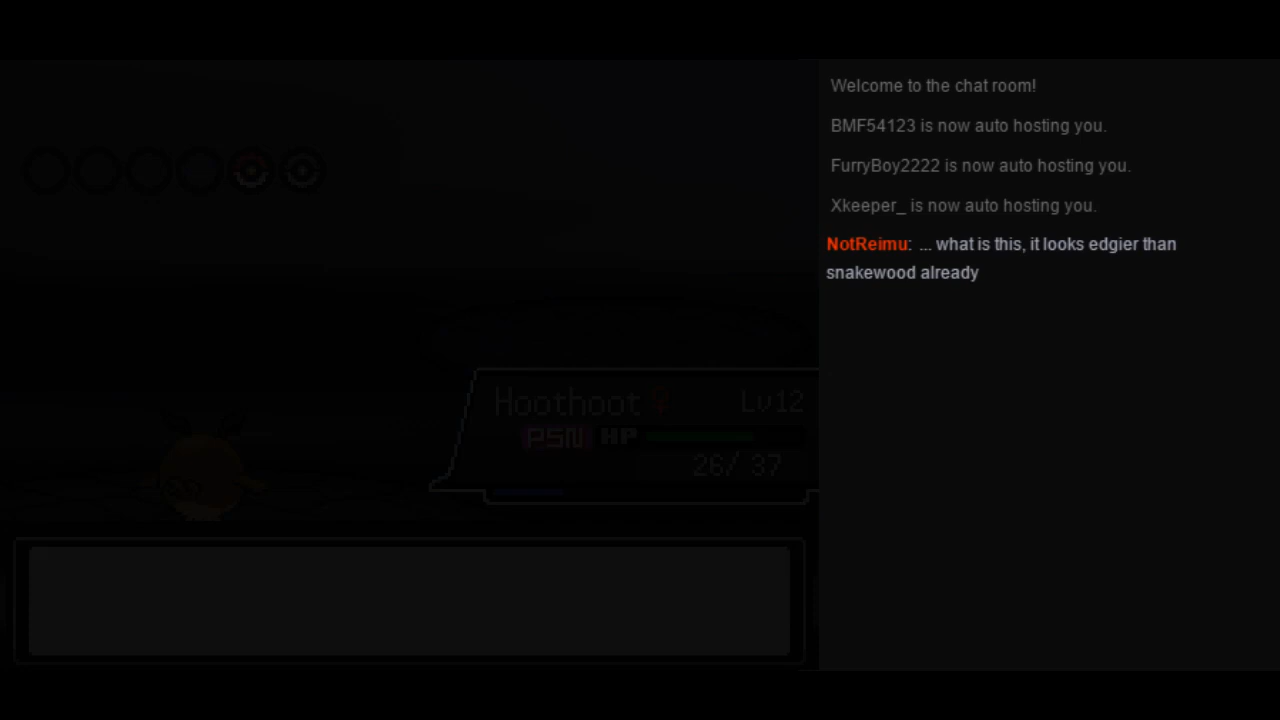 Welcome to the chat room!
BMF54123 is now auto hosting you.
FurryBoy2222 is now auto hosting you.
Xkeeper_ is now auto hosting you.
NotReimu: ... what is this, it looks edgier than
snakewood already
Hoothoot♀ Lv12
PSN HP
26/ 37